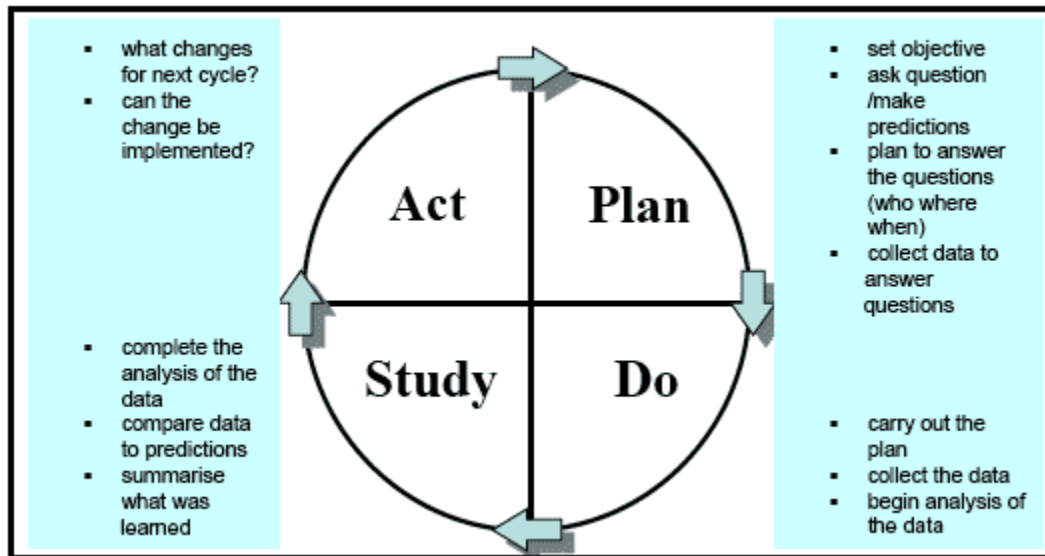 ▪ what changes
for next cycle?
▪ can the
change be
implemented?
Act
▪ set objective
▪ ask question
/make
predictions
▪ plan to answer
the questions
(who where
when)
▪ collect data to
answer
questions
Plan
▪ complete the
analysis of the
data
▪ compare data
to predictions
▪ summarise
what was
learned
Study
Do
▪ carry out the
plan
▪ collect the data
▪ begin analysis of
the data